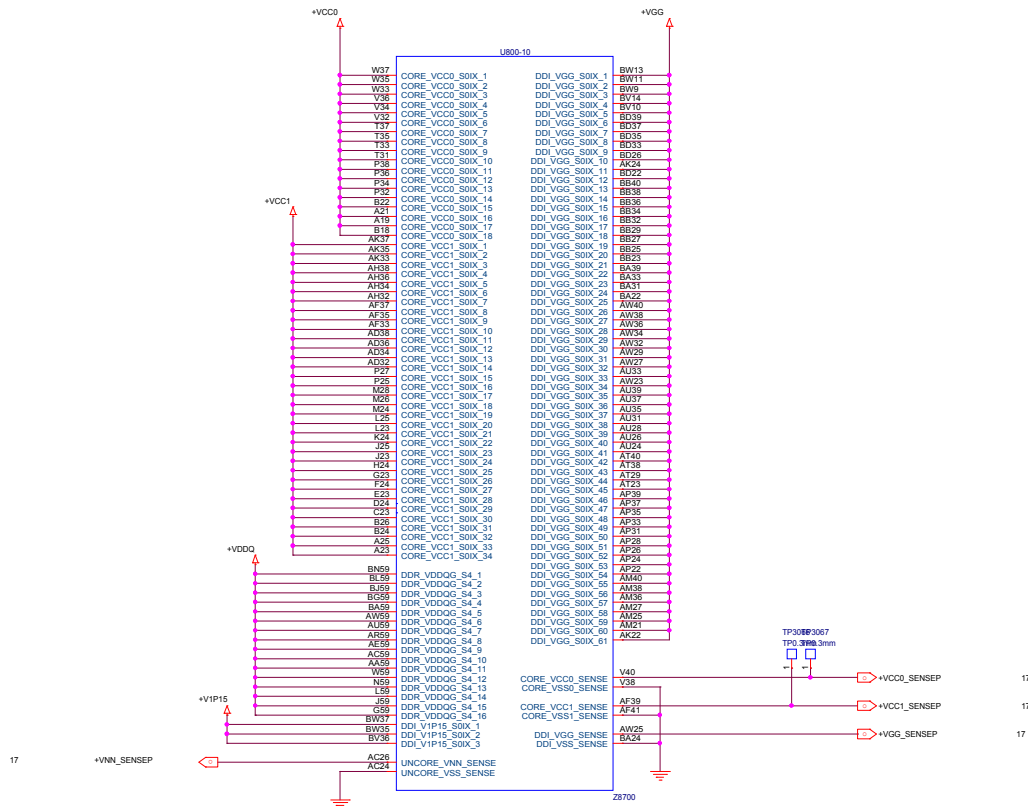 +VCC0
+VGG
U800-10
W37 CORE_VCC0_S0IX_1 DDI_VGG_S0IX_1 BW13
W35 CORE_VCC0_S0IX_2 DDI_VGG_S0IX_2 BW11
W33 CORE_VCC0_S0IX_3 DDI_VGG_S0IX_3 BW9
V36 CORE_VCC0_S0IX_4 DDI_VGG_S0IX_4 BV14
V34 CORE_VCC0_S0IX_5 DDI_VGG_S0IX_5 BV10
V32 CORE_VCC0_S0IX_6 DDI_VGG_S0IX_6 BD39
T37 CORE_VCC0_S0IX_7 DDI_VGG_S0IX_7 BD37
T35 CORE_VCC0_S0IX_8 DDI_VGG_S0IX_8 BD35
T33 CORE_VCC0_S0IX_9 DDI_VGG_S0IX_9 BD33
T31 CORE_VCC0_S0IX_10 DDI_VGG_S0IX_10 BD26
P38 CORE_VCC0_S0IX_11 DDI_VGG_S0IX_11 AK24
P36 CORE_VCC0_S0IX_12 DDI_VGG_S0IX_12 BD22
P34 CORE_VCC0_S0IX_13 DDI_VGG_S0IX_13 BB40
P32 CORE_VCC0_S0IX_14 DDI_VGG_S0IX_14 BB38
B22 CORE_VCC0_S0IX_15 DDI_VGG_S0IX_15 BB36
A21 CORE_VCC0_S0IX_16 DDI_VGG_S0IX_16 BB34
A19 CORE_VCC0_S0IX_17 DDI_VGG_S0IX_17 BB32
B18 CORE_VCC0_S0IX_18 DDI_VGG_S0IX_18 BB29
+VCC1
AK37 CORE_VCC1_S0IX_1 DDI_VGG_S0IX_19 BB27
AK35 CORE_VCC1_S0IX_2 DDI_VGG_S0IX_20 BB25
AK33 CORE_VCC1_S0IX_3 DDI_VGG_S0IX_21 BB23
AH38 CORE_VCC1_S0IX_4 DDI_VGG_S0IX_22 BA39
AH36 CORE_VCC1_S0IX_5 DDI_VGG_S0IX_23 BA33
AH34 CORE_VCC1_S0IX_6 DDI_VGG_S0IX_24 BA31
AH32 CORE_VCC1_S0IX_7 DDI_VGG_S0IX_25 BA22
AF37 CORE_VCC1_S0IX_8 DDI_VGG_S0IX_26 AW40
AF35 CORE_VCC1_S0IX_9 DDI_VGG_S0IX_27 AW38
AF33 CORE_VCC1_S0IX_10 DDI_VGG_S0IX_28 AW36
AD38 CORE_VCC1_S0IX_11 DDI_VGG_S0IX_29 AW34
AD36 CORE_VCC1_S0IX_12 DDI_VGG_S0IX_30 AW32
AD34 CORE_VCC1_S0IX_13 DDI_VGG_S0IX_31 AW29
AD32 CORE_VCC1_S0IX_14 DDI_VGG_S0IX_32 AW27
P27 CORE_VCC1_S0IX_15 DDI_VGG_S0IX_33 AU33
P25 CORE_VCC1_S0IX_16 DDI_VGG_S0IX_34 AW23
M28 CORE_VCC1_S0IX_17 DDI_VGG_S0IX_35 AU39
M26 CORE_VCC1_S0IX_18 DDI_VGG_S0IX_36 AU37
M24 CORE_VCC1_S0IX_19 DDI_VGG_S0IX_37 AU35
L25 CORE_VCC1_S0IX_20 DDI_VGG_S0IX_38 AU31
L23 CORE_VCC1_S0IX_21 DDI_VGG_S0IX_39 AU28
K24 CORE_VCC1_S0IX_22 DDI_VGG_S0IX_40 AU26
J25 CORE_VCC1_S0IX_23 DDI_VGG_S0IX_41 AU24
J23 CORE_VCC1_S0IX_24 DDI_VGG_S0IX_42 AT40
H24 CORE_VCC1_S0IX_25 DDI_VGG_S0IX_43 AT38
G23 CORE_VCC1_S0IX_26 DDI_VGG_S0IX_44 AT29
F24 CORE_VCC1_S0IX_27 DDI_VGG_S0IX_45 AT23
E23 CORE_VCC1_S0IX_28 DDI_VGG_S0IX_46 AP39
D24 CORE_VCC1_S0IX_29 DDI_VGG_S0IX_47 AP37
C23 CORE_VCC1_S0IX_30 DDI_VGG_S0IX_48 AP35
B26 CORE_VCC1_S0IX_31 DDI_VGG_S0IX_49 AP33
B24 CORE_VCC1_S0IX_32 DDI_VGG_S0IX_50 AP31
A25 CORE_VCC1_S0IX_33 DDI_VGG_S0IX_51 AP28
A23 CORE_VCC1_S0IX_34 DDI_VGG_S0IX_52 AP26
+VDDQ DDI_VGG_S0IX_53 AP24
BN59 DDR_VDDQG_S4_1 DDI_VGG_S0IX_54 AP22
BL59 DDR_VDDQG_S4_2 DDI_VGG_S0IX_55 AM40
BJ59 DDR_VDDQG_S4_3 DDI_VGG_S0IX_56 AM38
BG59 DDR_VDDQG_S4_4 DDI_VGG_S0IX_57 AM36
BA59 DDR_VDDQG_S4_5 DDI_VGG_S0IX_58 AM27
AW59 DDR_VDDQG_S4_6 DDI_VGG_S0IX_59 AM25
AU59 DDR_VDDQG_S4_7 DDI_VGG_S0IX_60 AM21
AR59 DDR_VDDQG_S4_8 DDI_VGG_S0IX_61 AK22
AE59 DDR_VDDQG_S4_9
AC59 DDR_VDDQG_S4_10
AA59 DDR_VDDQG_S4_11
W59 DDR_VDDQG_S4_12 CORE_VCC0_SENSE V40
N59 DDR_VDDQG_S4_13 CORE_VSS0_SENSE V38
L59 DDR_VDDQG_S4_14
J59 DDR_VDDQG_S4_15 CORE_VCC1_SENSE AF39
G59 DDR_VDDQG_S4_16 CORE_VSS1_SENSE AF41
+V1P15
BW37 DDI_V1P15_S0IX_1
BW35 DDI_V1P15_S0IX_2 DDI_VGG_SENSE AW25
BV36 DDI_V1P15_S0IX_3 DDI_VSS_SENSE BA24
17 +VNN_SENSEP AC26 UNCORE_VNN_SENSE
AC24 UNCORE_VSS_SENSE
Z8700
TP3067
1 1
+VCC0_SENSEP 17
+VCC1_SENSEP 17
+VGG_SENSEP 17